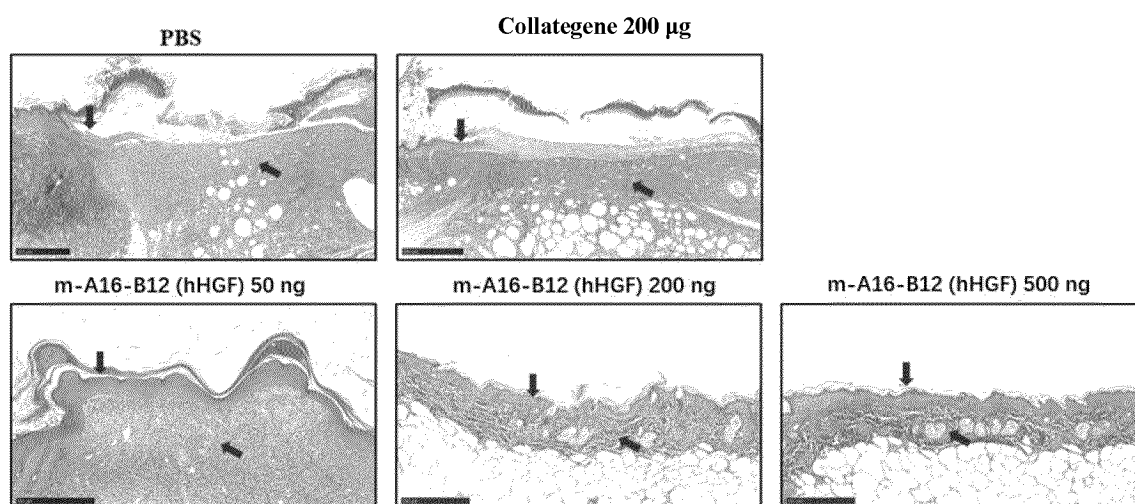 PBS
Collategene 200 µg
m-A16-B12 (hHGF) 50 ng
m-A16-B12 (hHGF) 200 ng
m-A16-B12 (hHGF) 500 ng